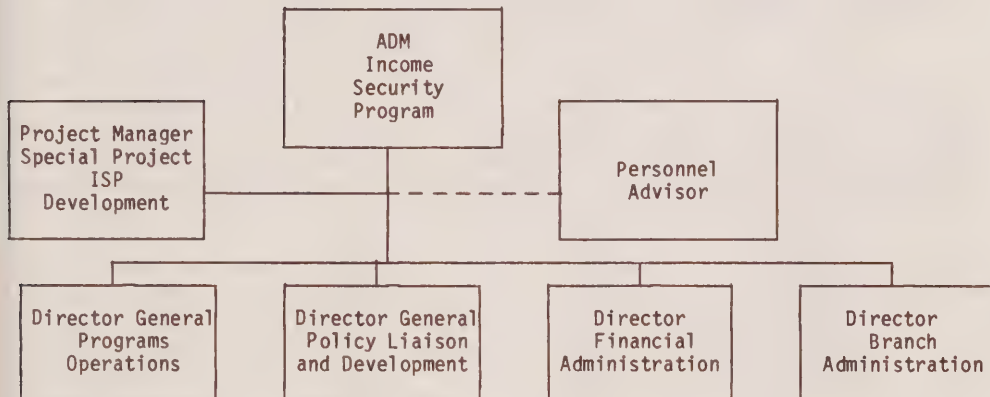 ADM
Income
Security
Program
Project Manager
Special Project
ISP
Development
Personnel
Advisor
Director General
Programs
Operations
Director General
Policy Liaison
and Development
Director
Financial
Administration
Director
Branch
Administration